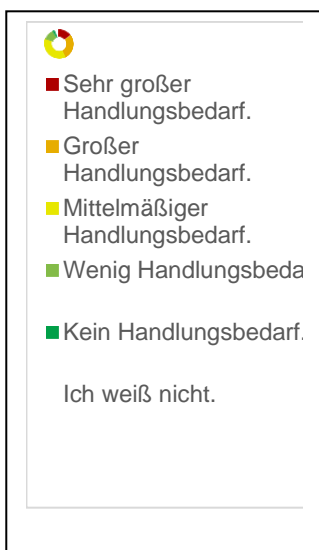 Sehr großer
Handlungsbedarf.
Großer
Handlungsbedarf.
Mittelmäßiger
Handlungsbedarf.
Wenig Handlungsbeda
Kein Handlungsbedarf.
Ich weiß nicht.